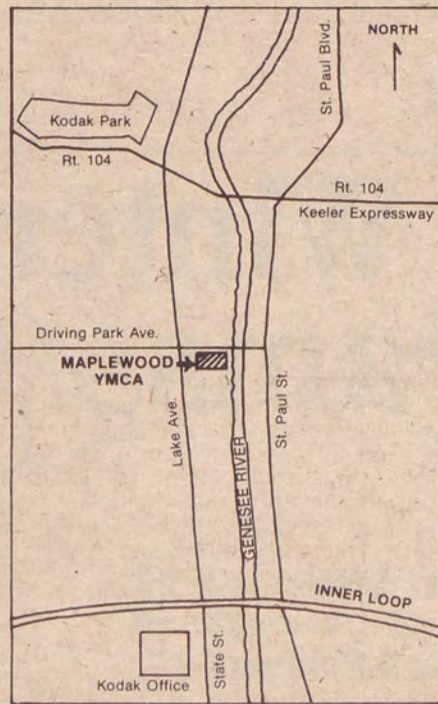 NORTH
St. Paul Blvd.
Kodak Park
Rt. 104
Rt. 104
Keeler Expressway
Driving Park Ave.
MAPLEWOOD
YMCA
Lake Ave.
St. Paul St.
GENESEE RIVER
INNER LOOP
State St.
Kodak Office